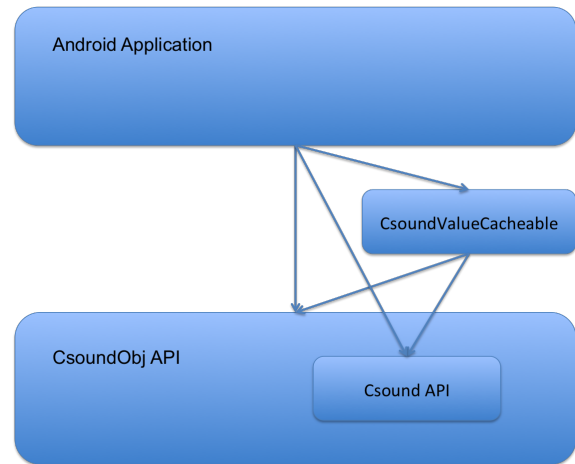 Android Application
CsoundValueCacheable
CsoundObj API
Csound API